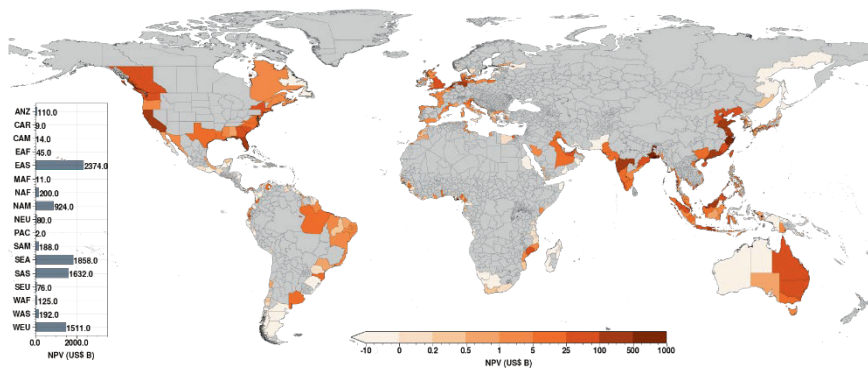 ANZ 110.0
CAR 9.0
CAM 14.0
EAF 45.0
EAS 2374.0
MAF 11.0
NAF 200.0
NAM 924.0
NEU 80.0
PAC 2.0
SAM 188.0
SEA 1858.0
SAS 1632.0
SEU 76.0
WAF 125.0
WAS 192.0
WEU 1511.0
0.0 2000.0
NPV (US$ B)
-10 0 0.2 0.5 1 5 25 100 500 1000
NPV (US$ B)